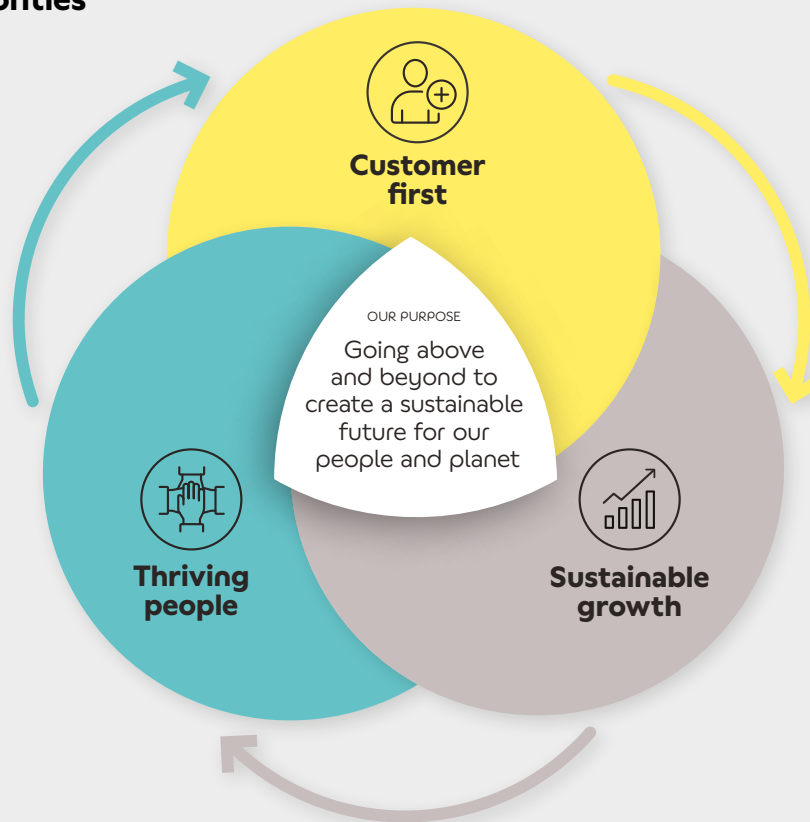 Customer
first
OUR PURPOSE
Going above
and beyond to
create a sustainable
future for our
people and planet
Thriving
people
Sustainable
growth